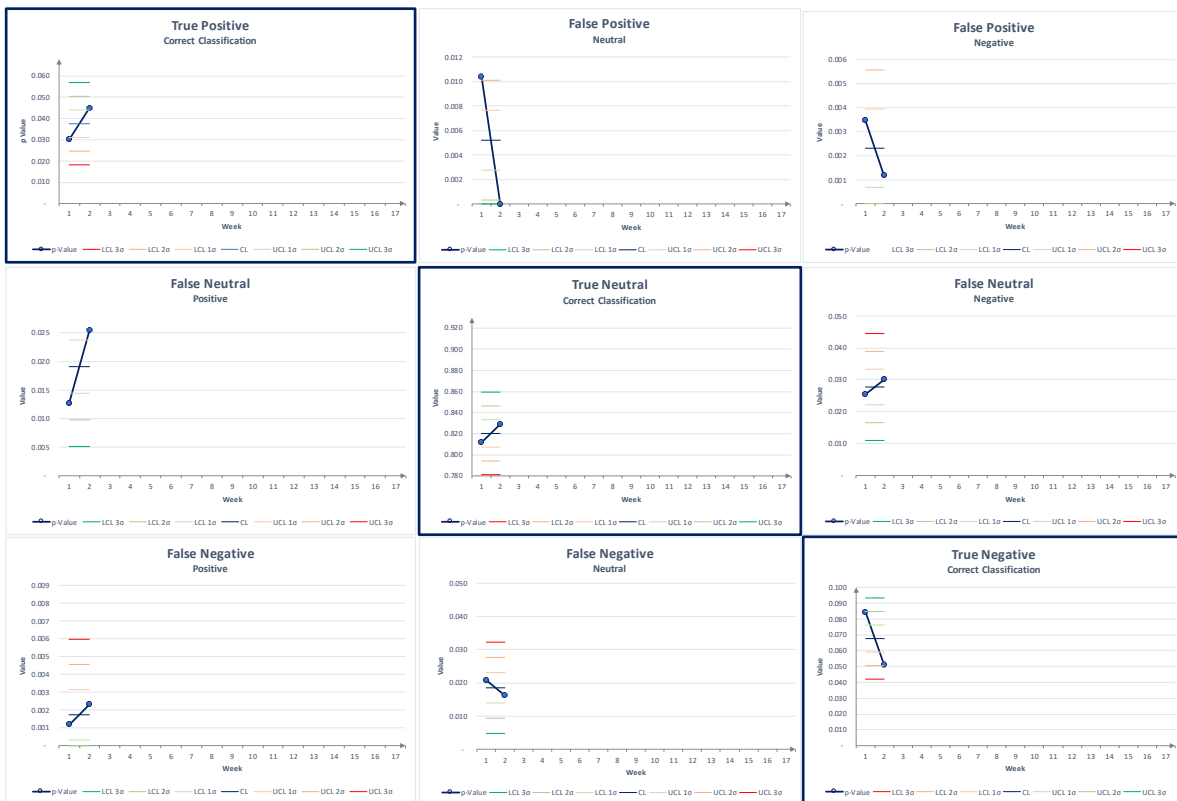 True Positive
Correct Classification
p Value
0.060
0.050
0.040
0.030
0.020
0.010
-
1 2 3 4 5 6 7 8 9 10 11 12 13 14 15 16 17
Week
p-Value LCL 3σ LCL 2σ LCL 1σ CL UCL 1σ UCL 2σ UCL 3σ
False Positive
Neutral
Value
0.012
0.010
0.008
0.006
0.004
0.002
-
1 2 3 4 5 6 7 8 9 10 11 12 13 14 15 16 17
Week
p-Value LCL 3σ LCL 2σ LCL 1σ CL UCL 1σ UCL 2σ UCL 3σ
False Positive
Negative
Value
0.006
0.005
0.004
0.003
0.002
0.001
-
1 2 3 4 5 6 7 8 9 10 11 12 13 14 15 16 17
Week
p-Value LCL 3σ LCL 2σ LCL 1σ CL UCL 1σ UCL 2σ UCL 3σ
False Neutral
Positive
Value
0.025
0.020
0.015
0.010
0.005
-
1 2 3 4 5 6 7 8 9 10 11 12 13 14 15 16 17
Week
p-Value LCL 3σ LCL 2σ LCL 1σ CL UCL 1σ UCL 2σ UCL 3σ
True Neutral
Correct Classification
Value
0.920
0.900
0.880
0.860
0.840
0.820
0.800
0.780
1 2 3 4 5 6 7 8 9 10 11 12 13 14 15 16 17
Week
p-Value LCL 3σ LCL 2σ LCL 1σ CL UCL 1σ UCL 2σ UCL 3σ
False Neutral
Negative
Value
0.050
0.040
0.030
0.020
0.010
-
1 2 3 4 5 6 7 8 9 10 11 12 13 14 15 16 17
Week
p-Value LCL 3σ LCL 2σ LCL 1σ CL UCL 1σ UCL 2σ UCL 3σ
False Negative
Positive
Value
0.009
0.008
0.007
0.006
0.005
0.004
0.003
0.002
0.001
-
1 2 3 4 5 6 7 8 9 10 11 12 13 14 15 16 17
Week
p-Value LCL 3σ LCL 2σ LCL 1σ CL UCL 1σ UCL 2σ UCL 3σ
False Negative
Neutral
Value
0.050
0.040
0.030
0.020
0.010
-
1 2 3 4 5 6 7 8 9 10 11 12 13 14 15 16 17
Week
p-Value LCL 3σ LCL 2σ LCL 1σ CL UCL 1σ UCL 2σ UCL 3σ
True Negative
Correct Classification
Value
0.100
0.090
0.080
0.070
0.060
0.050
0.040
0.030
0.020
0.010
-
1 2 3 4 5 6 7 8 9 10 11 12 13 14 15 16 17
Week
p-Value LCL 3σ LCL 2σ LCL 1σ CL UCL 1σ UCL 2σ UCL 3σ